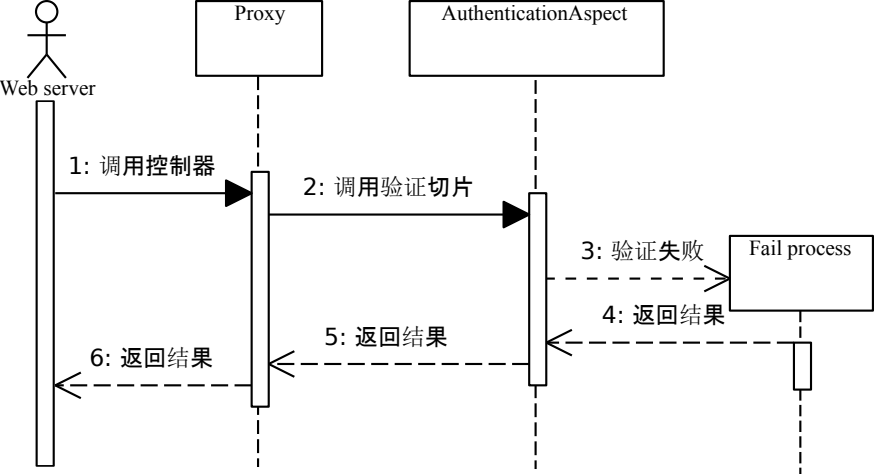 Proxy
AuthenticationAspect
Web server
1: 调用控制器
2: 调用验证切片
3: 验证失败
Fail process
4: 返回结果
5: 返回结果
6: 返回结果